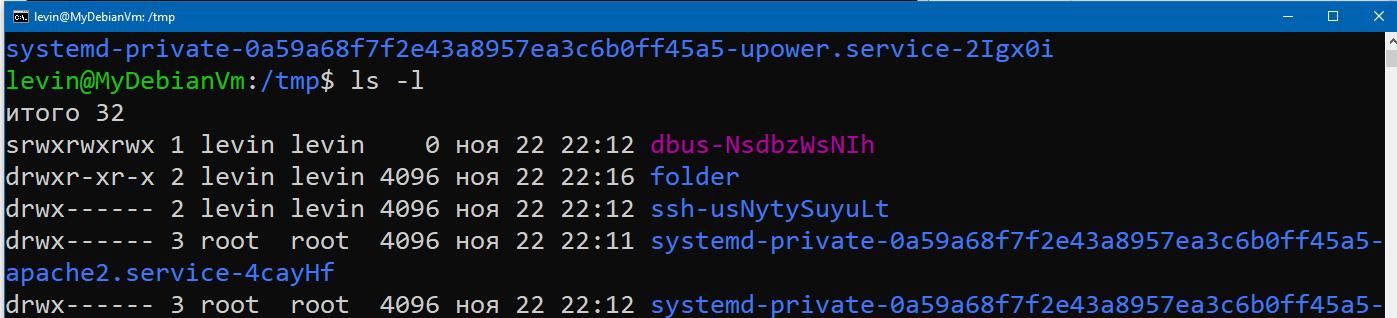 levin@MyDebianVm: /tmp
systemd-private-0a59a68f7f2e43a8957ea3c6b0ff45a5-upower.service-2Igx0i
levin@MyDebianVm:/tmp$ ls -l
итого 32
srwxrwxrwx 1 levin levin    0 ноя 22 22:12 dbus-NsdbzWsNIh
drwxr-xr-x 2 levin levin 4096 ноя 22 22:16 folder
drwx------ 2 levin levin 4096 ноя 22 22:12 ssh-usNytySuyuLt
drwx------ 3 root  root  4096 ноя 22 22:11 systemd-private-0a59a68f7f2e43a8957ea3c6b0ff45a5-
apache2.service-4cayHf
drwx------ 3 root  root  4096 ноя 22 22:12 systemd-private-0a59a68f7f2e43a8957ea3c6b0ff45a5-